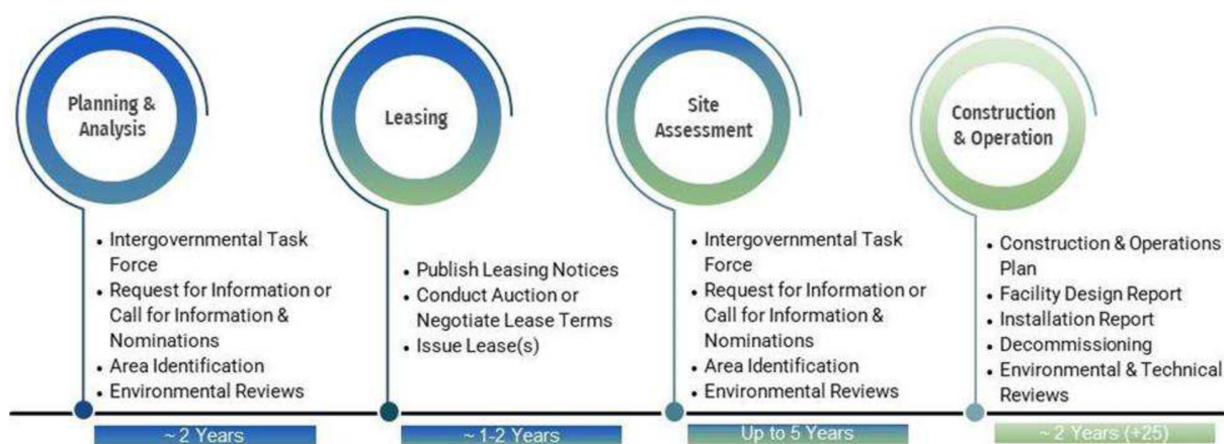 Planning &
Analysis
• Intergovernmental Task
Force
• Request for Information or
Call for Information &
Nominations
• Area Identification
• Environmental Reviews
~ 2 Years
Leasing
• Publish Leasing Notices
• Conduct Auction or
Negotiate Lease Terms
• Issue Lease(s)
~ 1-2 Years
Site
Assessment
• Intergovernmental Task
Force
• Request for Information or
Call for Information &
Nominations
• Area Identification
• Environmental Reviews
Up to 5 Years
Construction
& Operation
• Construction & Operations
Plan
• Facility Design Report
• Installation Report
• Decommissioning
• Environmental & Technical
Reviews
~ 2 Years (+25)